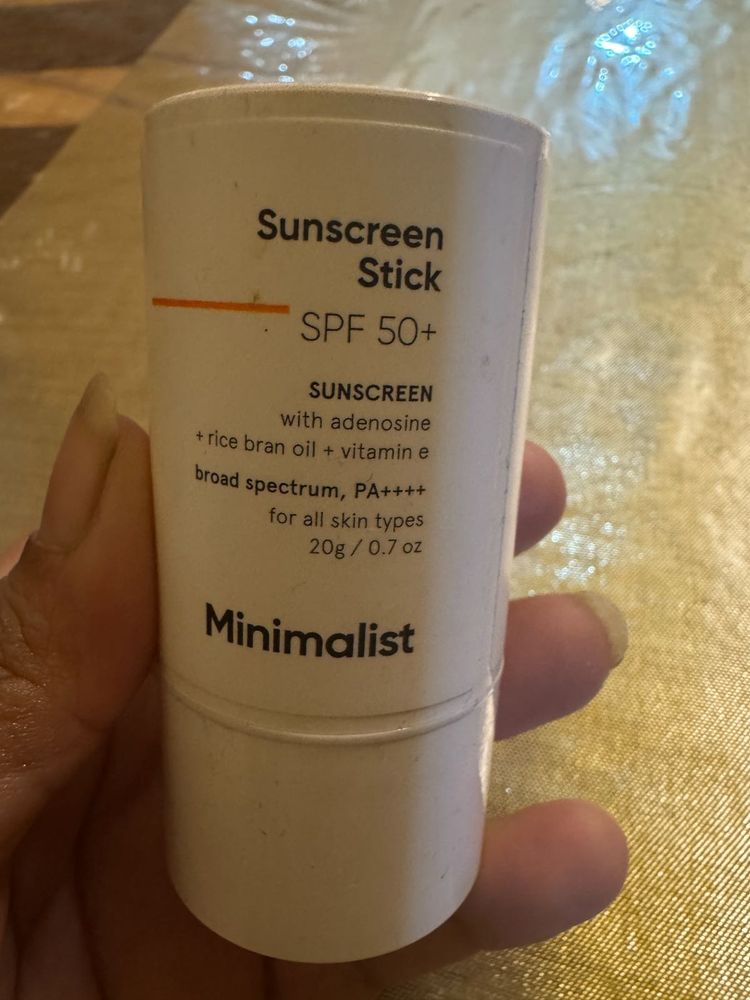 Sunscreen
Stick
SPF 50+
SUNSCREEN
with adenosine
+ rice bran oil + vitamin e
broad spectrum, PA++++
for all skin types
20g / 0.7 oz
Minimalist